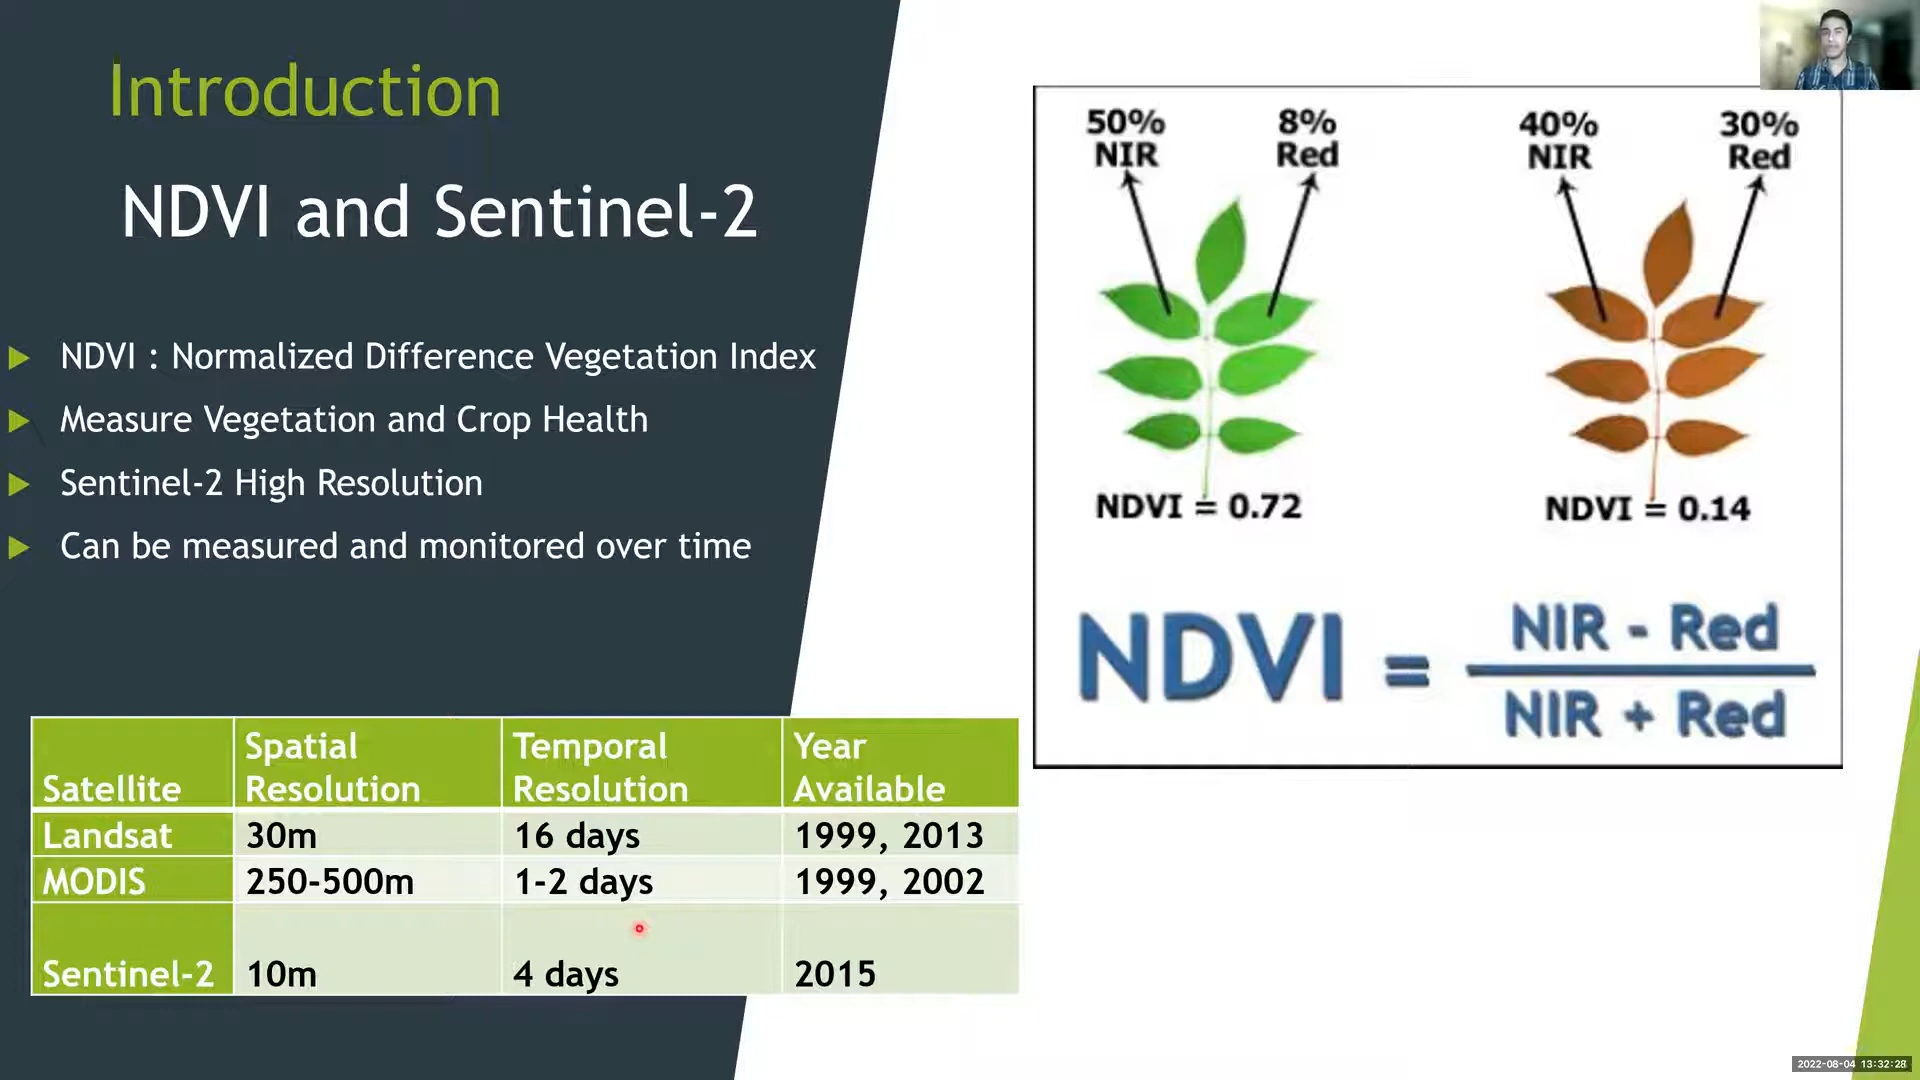 Introduction
NDVI and Sentinel-2
NDVI : Normalized Difference Vegetation Index
Measure Vegetation and Crop Health
Sentinel-2 High Resolution
Can be measured and monitored over time
Satellite Spatial Resolution Temporal Resolution Year Available
Landsat 30m 16 days 1999, 2013
MODIS 250-500m 1-2 days 1999, 2002
Sentinel-2 10m 4 days 2015
50% NIR 8% Red 40% NIR 30% Red
NDVI = 0.72 NDVI = 0.14
NDVI = NIR - Red
NIR + Red
2022-08-04 13:32:28